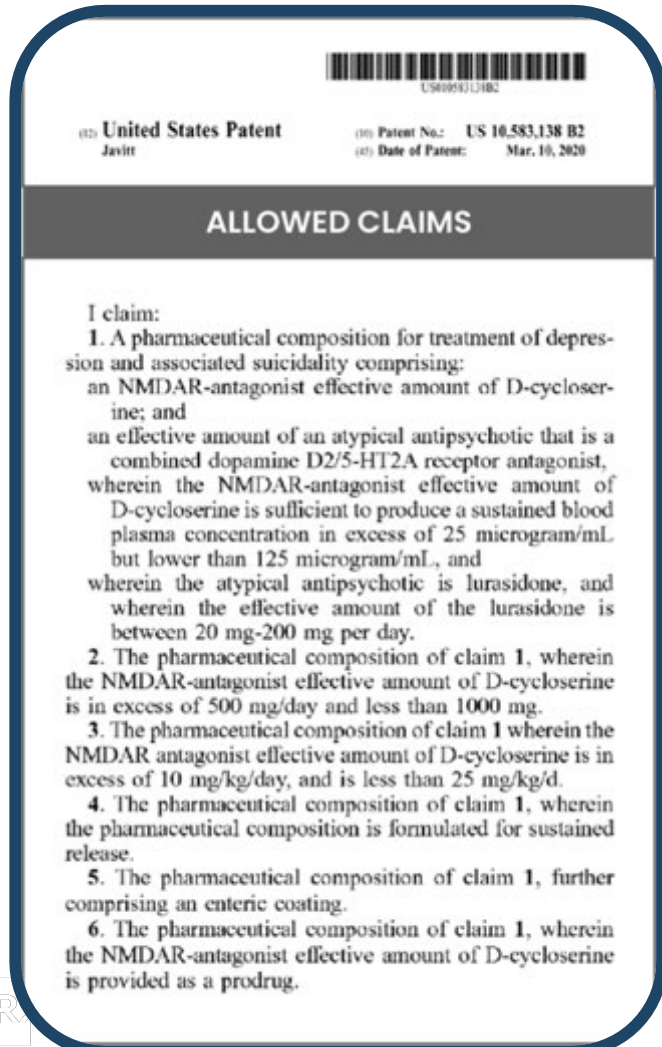 US010583138B2
(12) United States Patent
Javitt
(10) Patent No.: US 10,583,138 B2
(45) Date of Patent: Mar. 10, 2020
ALLOWED CLAIMS
I claim:
1. A pharmaceutical composition for treatment of depres-
sion and associated suicidality comprising:
an NMDAR-antagonist effective amount of D-cycloser-
ine; and
an effective amount of an atypical antipsychotic that is a
combined dopamine D2/5-HT2A receptor antagonist,
wherein the NMDAR-antagonist effective amount of
D-cycloserine is sufficient to produce a sustained blood
plasma concentration in excess of 25 microgram/mL
but lower than 125 microgram/mL, and
wherein the atypical antipsychotic is lurasidone, and
wherein the effective amount of the lurasidone is
between 20 mg-200 mg per day.
2. The pharmaceutical composition of claim 1, wherein
the NMDAR-antagonist effective amount of D-cycloserine
is in excess of 500 mg/day and less than 1000 mg.
3. The pharmaceutical composition of claim 1 wherein the
NMDAR antagonist effective amount of D-cycloserine is in
excess of 10 mg/kg/day, and is less than 25 mg/kg/d.
4. The pharmaceutical composition of claim 1, wherein
the pharmaceutical composition is formulated for sustained
release.
5. The pharmaceutical composition of claim 1, further
comprising an enteric coating.
6. The pharmaceutical composition of claim 1, wherein
the NMDAR-antagonist effective amount of D-cycloserine
is provided as a prodrug.